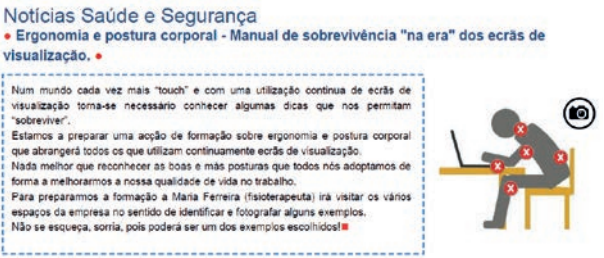 Notícias Saúde e Segurança
• Ergonomia e postura corporal - Manual de sobrevivência "na era" dos ecrãs de
visualização. •
Num mundo cada vez mais "touch" e com uma utilização continua de ecrãs de
visualização torna-se necessário conhecer algumas dicas que nos permitam
"sobreviver".
Estamos a preparar uma acção de formação sobre ergonomia e postura corporal
que abrangerá todos os que utilizam continuamente ecrãs de visualização.
Nada melhor que reconhecer as boas e más posturas que todos nós adoptamos de
forma a melhorarmos a nossa qualidade de vida no trabalho.
Para prepararmos a formação a Maria Ferreira (fisioterapeuta) irá visitar os vários
espaços da empresa no sentido de identificar e fotografar alguns exemplos.
Não se esqueça, sorria, pois poderá ser um dos exemplos escolhidos!